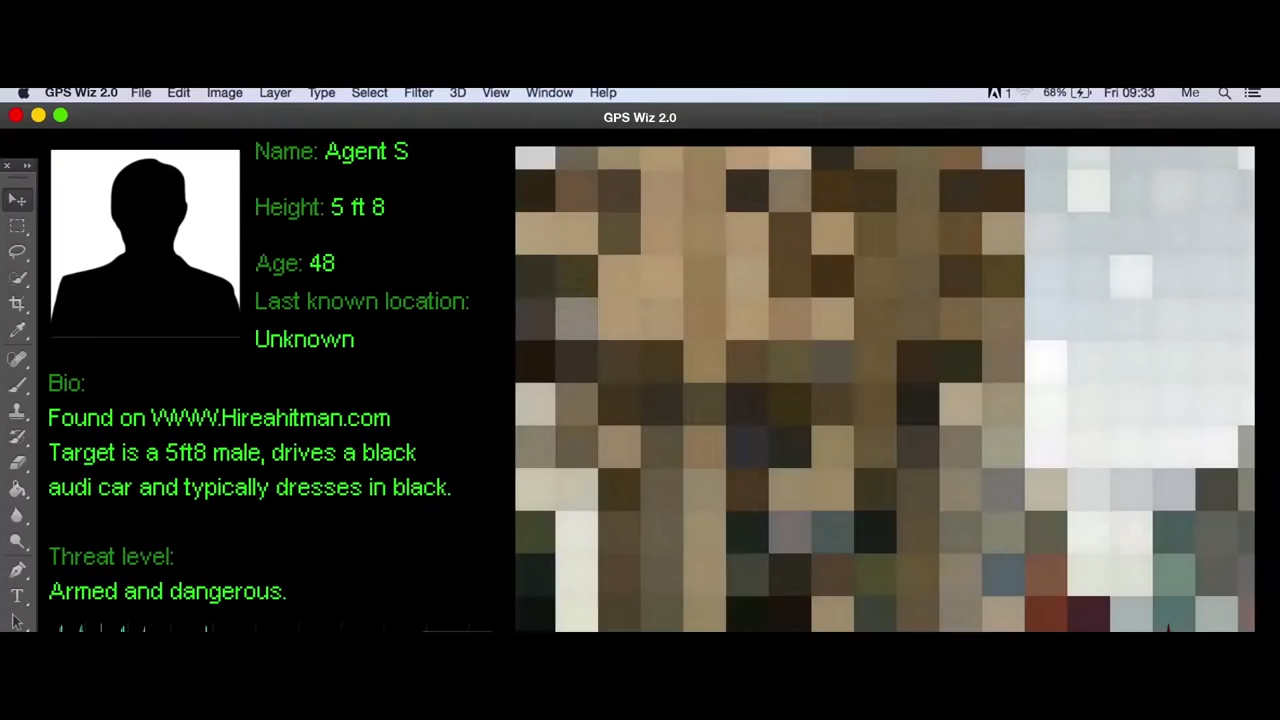 GPS Wiz 2.0 File Edit Image Layer Type Select Filter 3D View Window Help 1 68% Fri 09:33 Me
GPS Wiz 2.0
Name: Agent S
Height: 5 ft 8
Age: 48
Last known location:
Unknown
Bio:
Found on WWW.Hireahitman.com
Target is a 5ft8 male, drives a black
audi car and typically dresses in black.
Threat level:
Armed and dangerous.